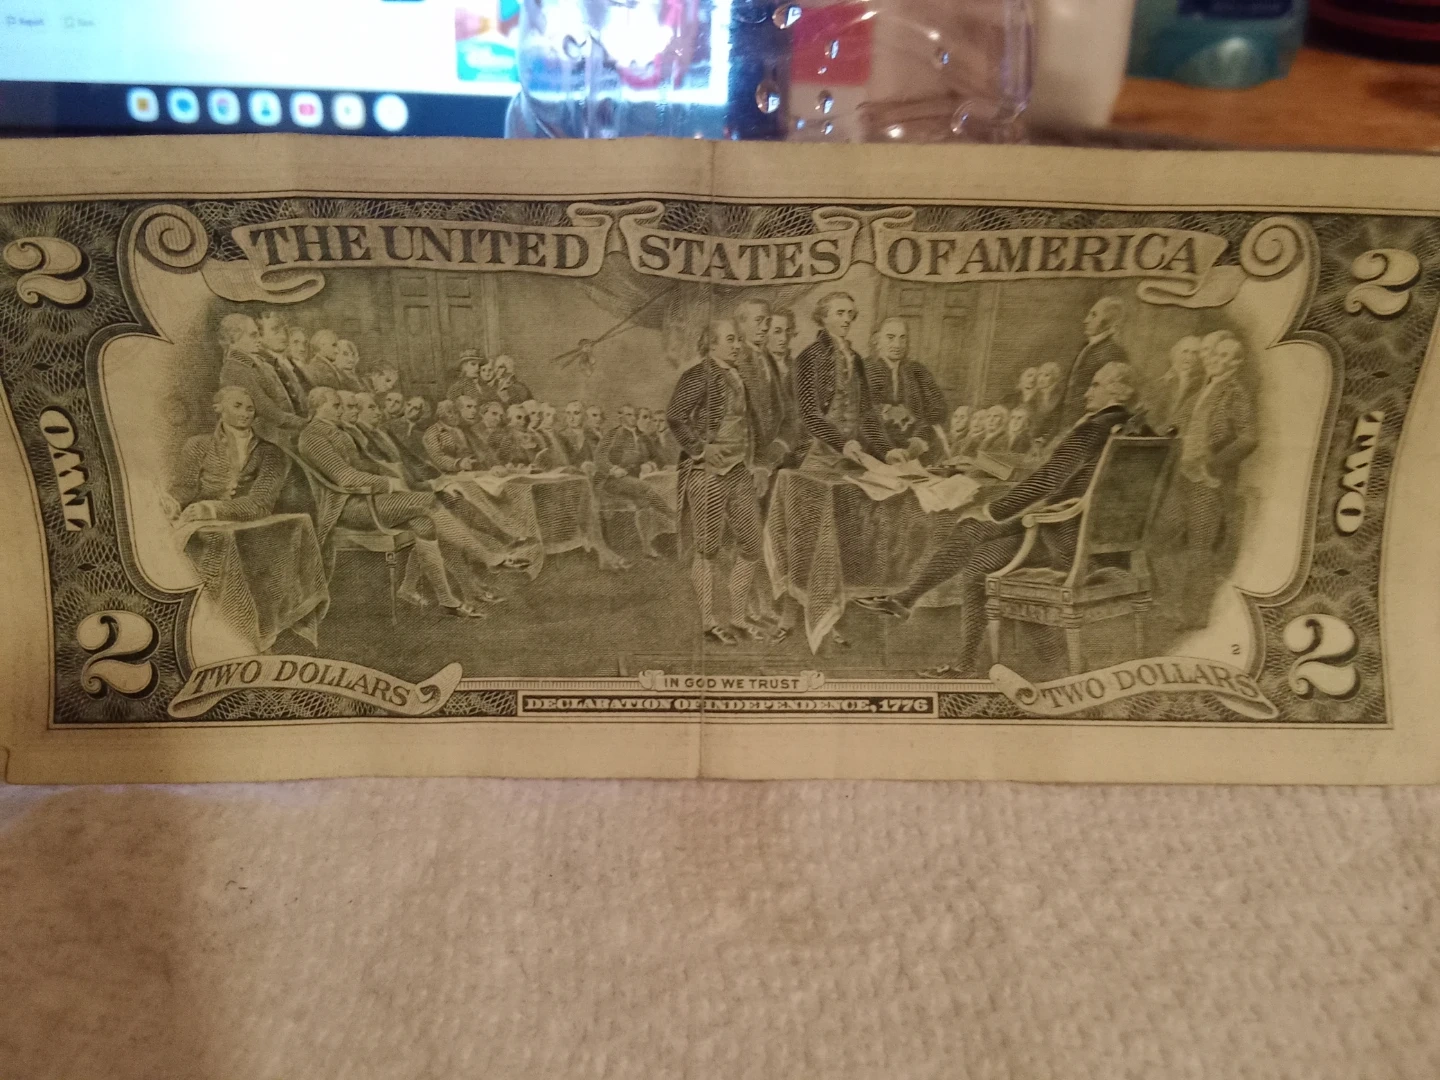 THE UNITED STATES OF AMERICA
2
2
TWO
TWO
2
2
2
TWO DOLLARS
IN GOD WE TRUST
TWO DOLLARS
DECLARATION OF INDEPENDENCE, 1776